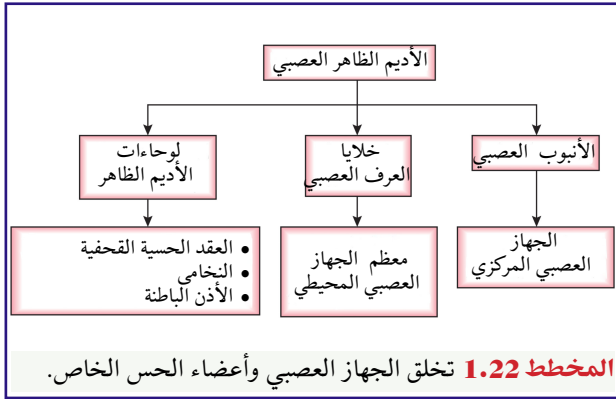 الأديم الظاهر العصبي
الأنبوب العصبي
خلايا
العرف العصبي
لوحاءات
الأديم الظاهر
الجهاز
العصبي المركزي
معظم الجهاز
العصبي المحيطي
• العقد الحسية القحفية
• النخامى
• الأذن الباطنة
المخطط 1.22 تخلق الجهاز العصبي وأعضاء الحس الخاص.